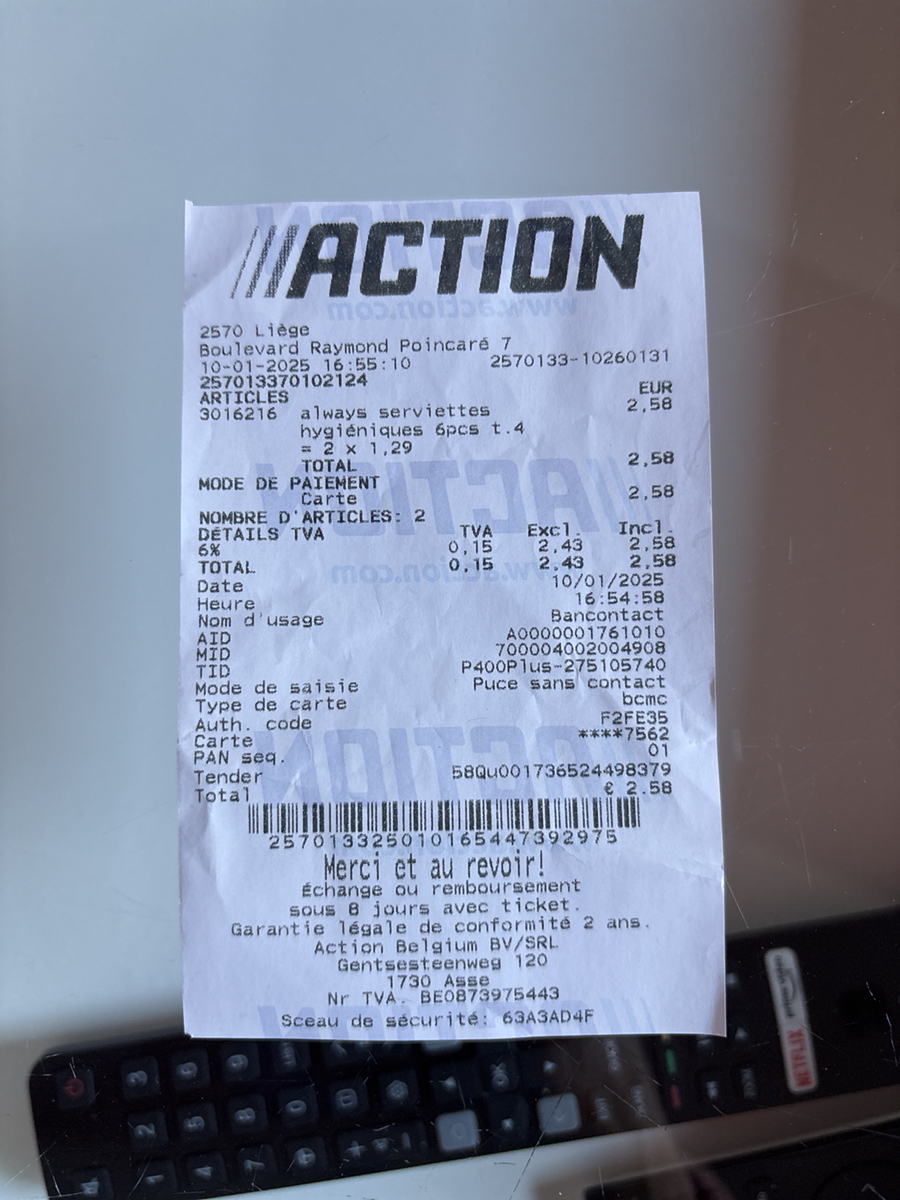 ACTION
2570 Liège
Boulevard Raymond Poincaré 7
10-01-2025 16:55:10 2570133-10260131
257013370102124
ARTICLES EUR
3016216 always serviettes 2,58
hygiéniques 6pcs t.4
= 2 x 1,29
TOTAL 2,58
MODE DE PAIEMENT
Carte 2,58
NOMBRE D'ARTICLES: 2
DÉTAILS TVA TVA Excl. Incl.
6% 0,15 2,43 2,58
TOTAL 0,15 2,43 2,58
Date 10/01/2025
Heure 16:54:58
Nom d'usage Bancontact
AID A0000001761010
MID 700004002004908
TID P400Plus-275105740
Mode de saisie Puce sans contact
Type de carte bcmc
Auth. code F2FE35
Carte ****7562
PAN seq. 01
Tender 58Qu001736524498379
Total € 2.58
257013325010165447392975
Merci et au revoir!
Échange ou remboursement
sous 8 jours avec ticket.
Garantie légale de conformité 2 ans.
Action Belgium BV/SRL
Gentsesteenweg 120
1730 Asse
Nr TVA. BE0873975443
Sceau de sécurité: 63A3AD4F
NETFLIX